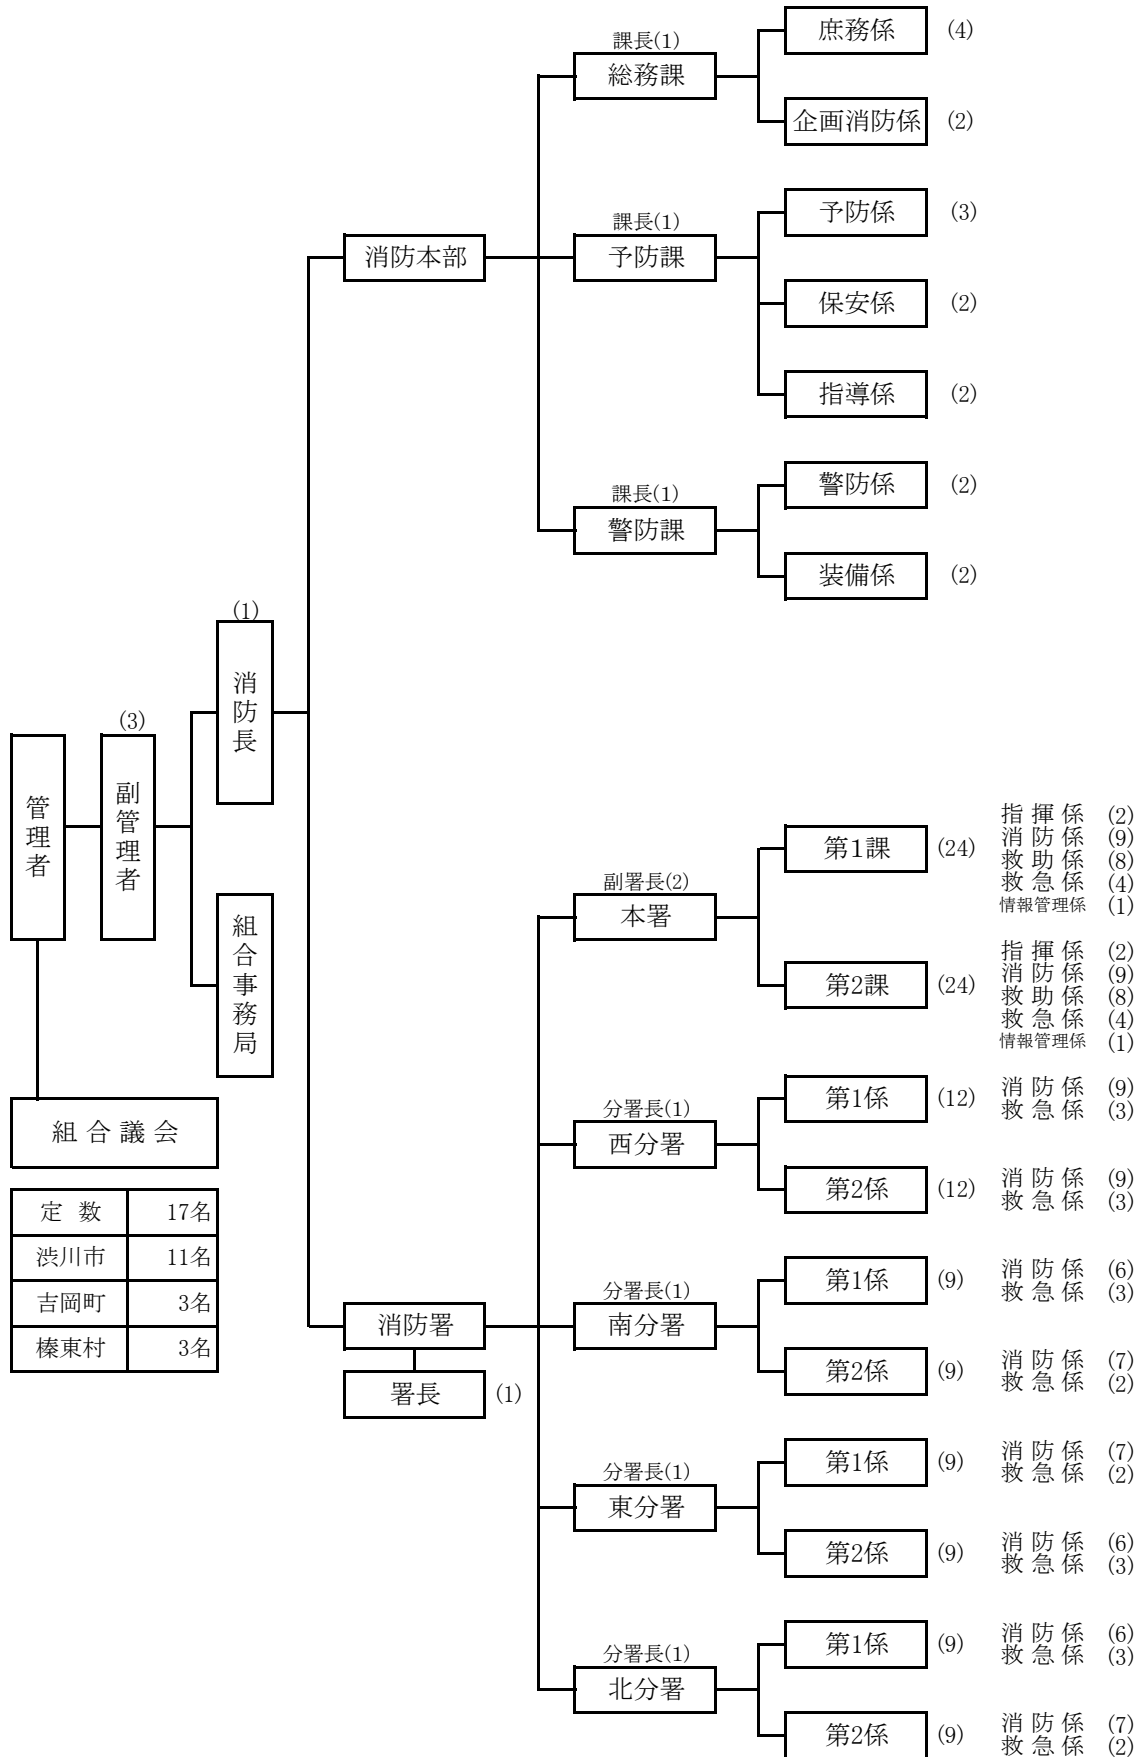 庶務係 (4)
課長(1)
総務課
企画消防係 (2)
予防係 (3)
課長(1)
消防本部
予防課
保安係 (2)
指導係 (2)
警防係 (2)
課長(1)
警防課
装備係 (2)
(1)
消防長
(3)
副管理者
管理者
組合事務局
組合議会
定数 17名
渋川市 11名
吉岡町 3名
榛東村 3名
消防署
署長 (1)
副署長(2)
本署
第1課 (24)
指揮係 (2)
消防係 (9)
救助係 (8)
救急係 (4)
情報管理係 (1)
第2課 (24)
指揮係 (2)
消防係 (9)
救助係 (8)
救急係 (4)
情報管理係 (1)
分署長(1)
西分署
第1係 (12)
消防係 (9)
救急係 (3)
第2係 (12)
消防係 (9)
救急係 (3)
分署長(1)
南分署
第1係 (9)
消防係 (6)
救急係 (3)
第2係 (9)
消防係 (7)
救急係 (2)
分署長(1)
東分署
第1係 (9)
消防係 (7)
救急係 (2)
第2係 (9)
消防係 (6)
救急係 (3)
分署長(1)
北分署
第1係 (9)
消防係 (6)
救急係 (3)
第2係 (9)
消防係 (7)
救急係 (2)